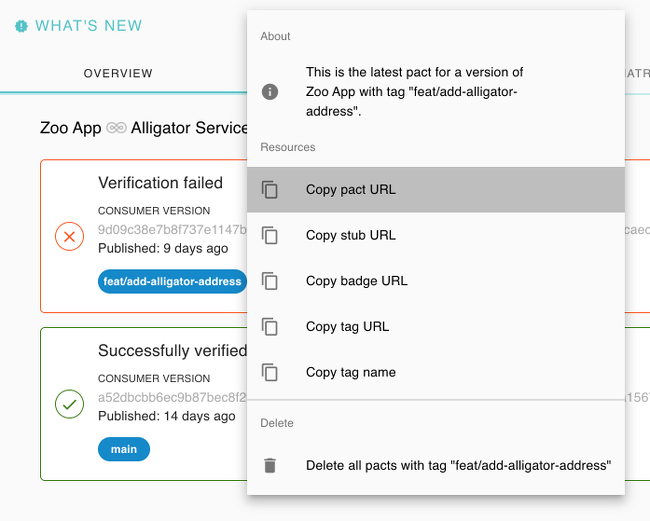 WHAT'S NEW
OVERVIEW
Zoo App Alligator Service
Verification failed
CONSUMER VERSION
9d09c38e7b8f737e1147b
Published: 9 days ago
feat/add-alligator-address
Successfully verified
CONSUMER VERSION
a52dbcbb6ec9b87bec8f2
Published: 14 days ago
main
About
This is the latest pact for a version of
Zoo App with tag "feat/add-alligator-
address".
Resources
Copy pact URL
Copy stub URL
Copy badge URL
Copy tag URL
Copy tag name
Delete
Delete all pacts with tag "feat/add-alligator-address"
ATR
caec